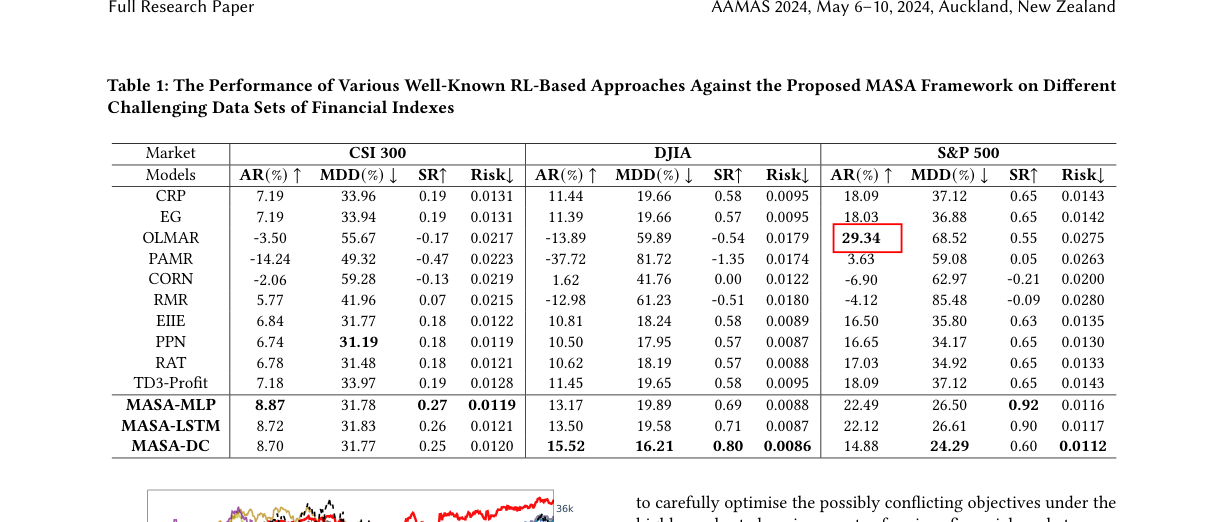 Full Research Paper AAMAS 2024, May 6–10, 2024, Auckland, New Zealand
Table 1: The Performance of Various Well-Known RL-Based Approaches Against the Proposed MASA Framework on Different
Challenging Data Sets of Financial Indexes
Market CSI 300 DJIA S&P 500
Models AR(%) ↑ MDD(%) ↓ SR↑ Risk↓ AR(%) ↑ MDD(%) ↓ SR↑ Risk↓ AR(%) ↑ MDD(%) ↓ SR↑ Risk↓
CRP 7.19 33.96 0.19 0.0131 11.44 19.66 0.58 0.0095 18.09 37.12 0.65 0.0143
EG 7.19 33.94 0.19 0.0131 11.39 19.66 0.57 0.0095 18.03 36.88 0.65 0.0142
OLMAR -3.50 55.67 -0.17 0.0217 -13.89 59.89 -0.54 0.0179 29.34 68.52 0.55 0.0275
PAMR -14.24 49.32 -0.47 0.0223 -37.72 81.72 -1.35 0.0174 3.63 59.08 0.05 0.0263
CORN -2.06 59.28 -0.13 0.0219 1.62 41.76 0.00 0.0122 -6.90 62.97 -0.21 0.0200
RMR 5.77 41.96 0.07 0.0215 -12.98 61.23 -0.51 0.0180 -4.12 85.48 -0.09 0.0280
EIIE 6.84 31.77 0.18 0.0122 10.81 18.24 0.58 0.0089 16.50 35.80 0.63 0.0135
PPN 6.74 31.19 0.18 0.0119 10.50 17.95 0.57 0.0087 16.65 34.17 0.65 0.0130
RAT 6.78 31.48 0.18 0.0121 10.62 18.19 0.57 0.0088 17.03 34.92 0.65 0.0133
TD3-Profit 7.18 33.97 0.19 0.0128 11.45 19.65 0.58 0.0095 18.09 37.12 0.65 0.0143
MASA-MLP 8.87 31.78 0.27 0.0119 13.17 19.89 0.69 0.0088 22.49 26.50 0.92 0.0116
MASA-LSTM 8.72 31.83 0.26 0.0121 13.50 19.58 0.71 0.0087 22.12 26.61 0.90 0.0117
MASA-DC 8.70 31.77 0.25 0.0120 15.52 16.21 0.80 0.0086 14.88 24.29 0.60 0.0112
36k
to carefully optimise the possibly conflicting objectives under the